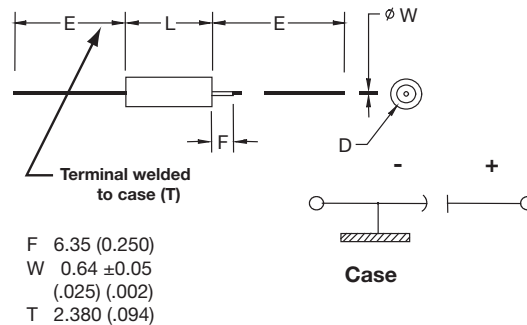 E L E ø W
F
D
Terminal welded
to case (T)
- +
Case
F 6.35 (0.250)
W 0.64 ±0.05
(.025) (.002)
T 2.380 (.094)